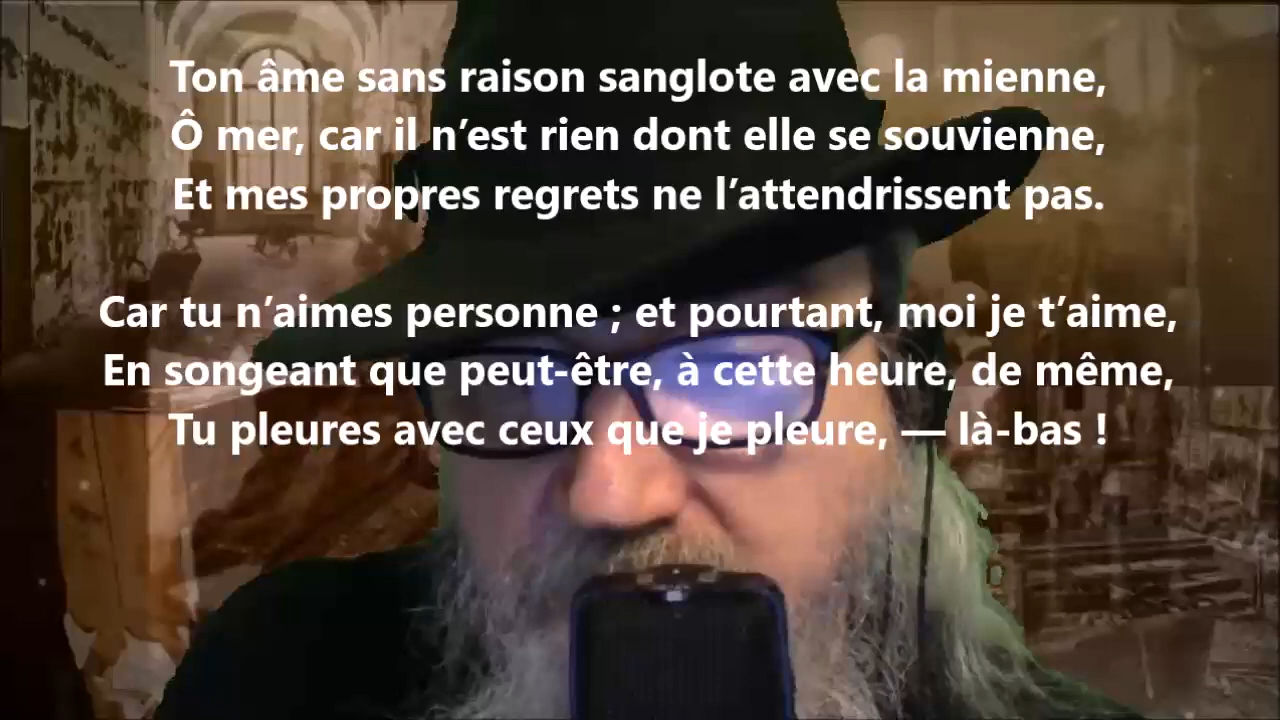 Ton âme sans raison sanglote avec la mienne,
Ô mer, car il n’est rien dont elle se souvienne,
Et mes propres regrets ne l’attendrissent pas.
Car tu n’aimes personne ; et pourtant, moi je t’aime,
En songeant que peut-être, à cette heure, de même,
Tu pleures avec ceux que je pleure, — là-bas !